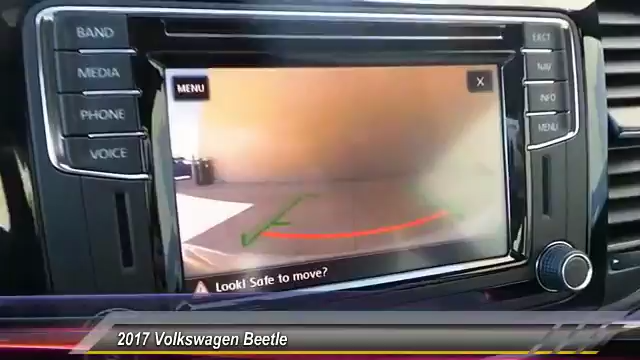 BAND
MEDIA
PHONE
VOICE
MENU
X
EJECT
NAV
INFO
MENU
Look! Safe to move?
2017 Volkswagen Beetle